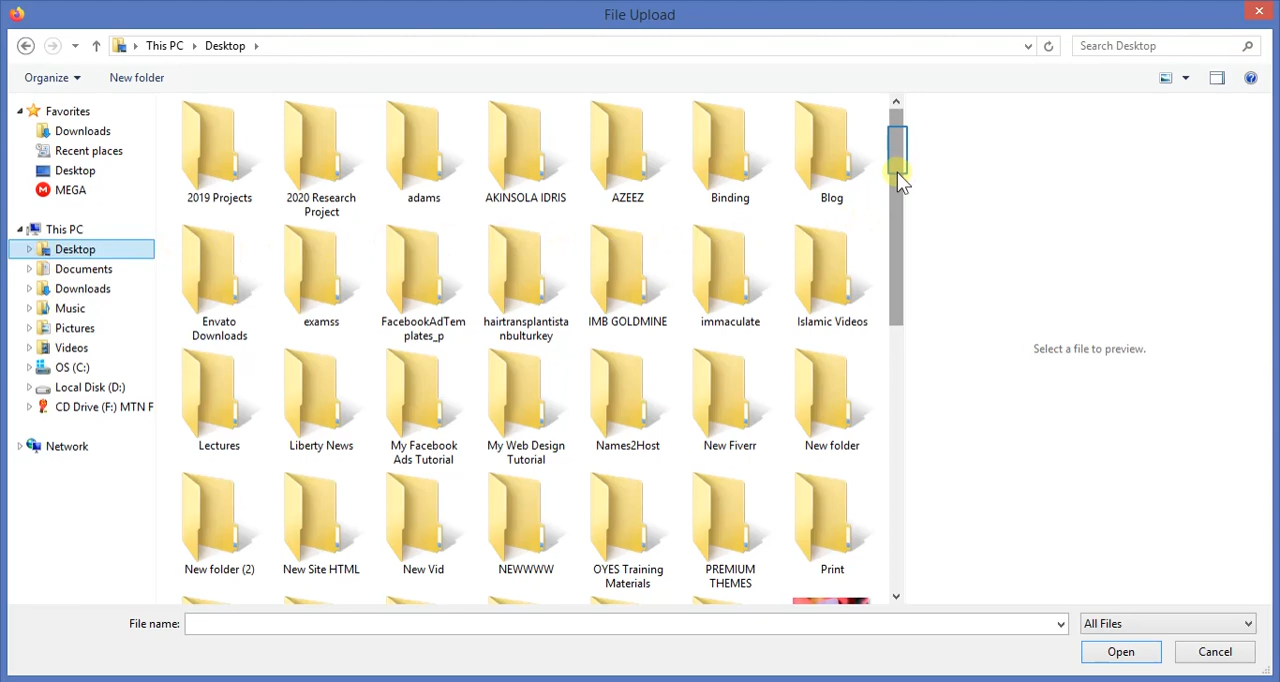 File Upload
This PC
Desktop
Search Desktop
Organize
New folder
Favorites
Downloads
Recent places
Desktop
MEGA
This PC
Desktop
Documents
Downloads
Music
Pictures
Videos
OS (C:)
Local Disk (D:)
CD Drive (F:) MTN F
Network
2019 Projects
2020 Research
Project
adams
AKINSOLA IDRIS
AZEEZ
Binding
Blog
Envato
Downloads
examss
FacebookAdTem
plates_p
hairtransplantista
nbulturkey
IMB GOLDMINE
immaculate
Islamic Videos
Lectures
Liberty News
My Facebook
Ads Tutorial
My Web Design
Tutorial
Names2Host
New Fiverr
New folder
New folder (2)
New Site HTML
New Vid
NEWWWW
OYES Training
Materials
PREMIUM
THEMES
Print
Select a file to preview.
File name:
All Files
Open
Cancel